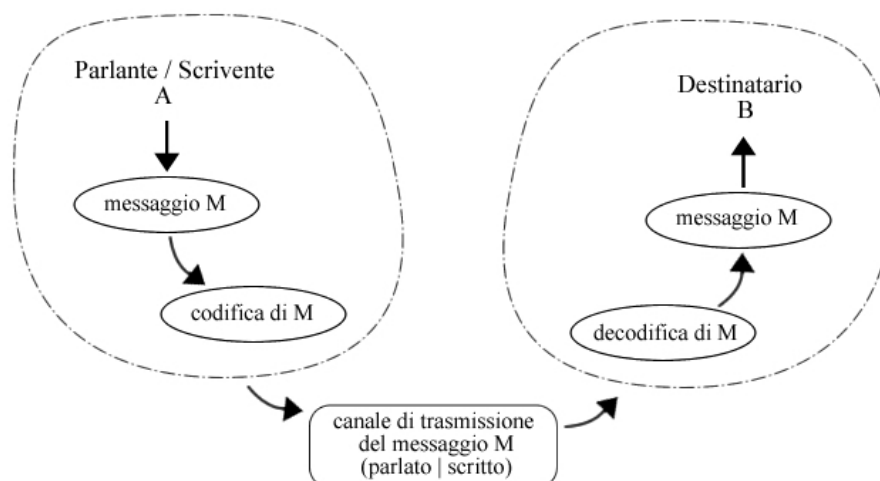 Parlante / Scrivente
A
messaggio M
codifica di M
canale di trasmissione
del messaggio M
(parlato | scritto)
Destinatario
B
messaggio M
decodifica di M